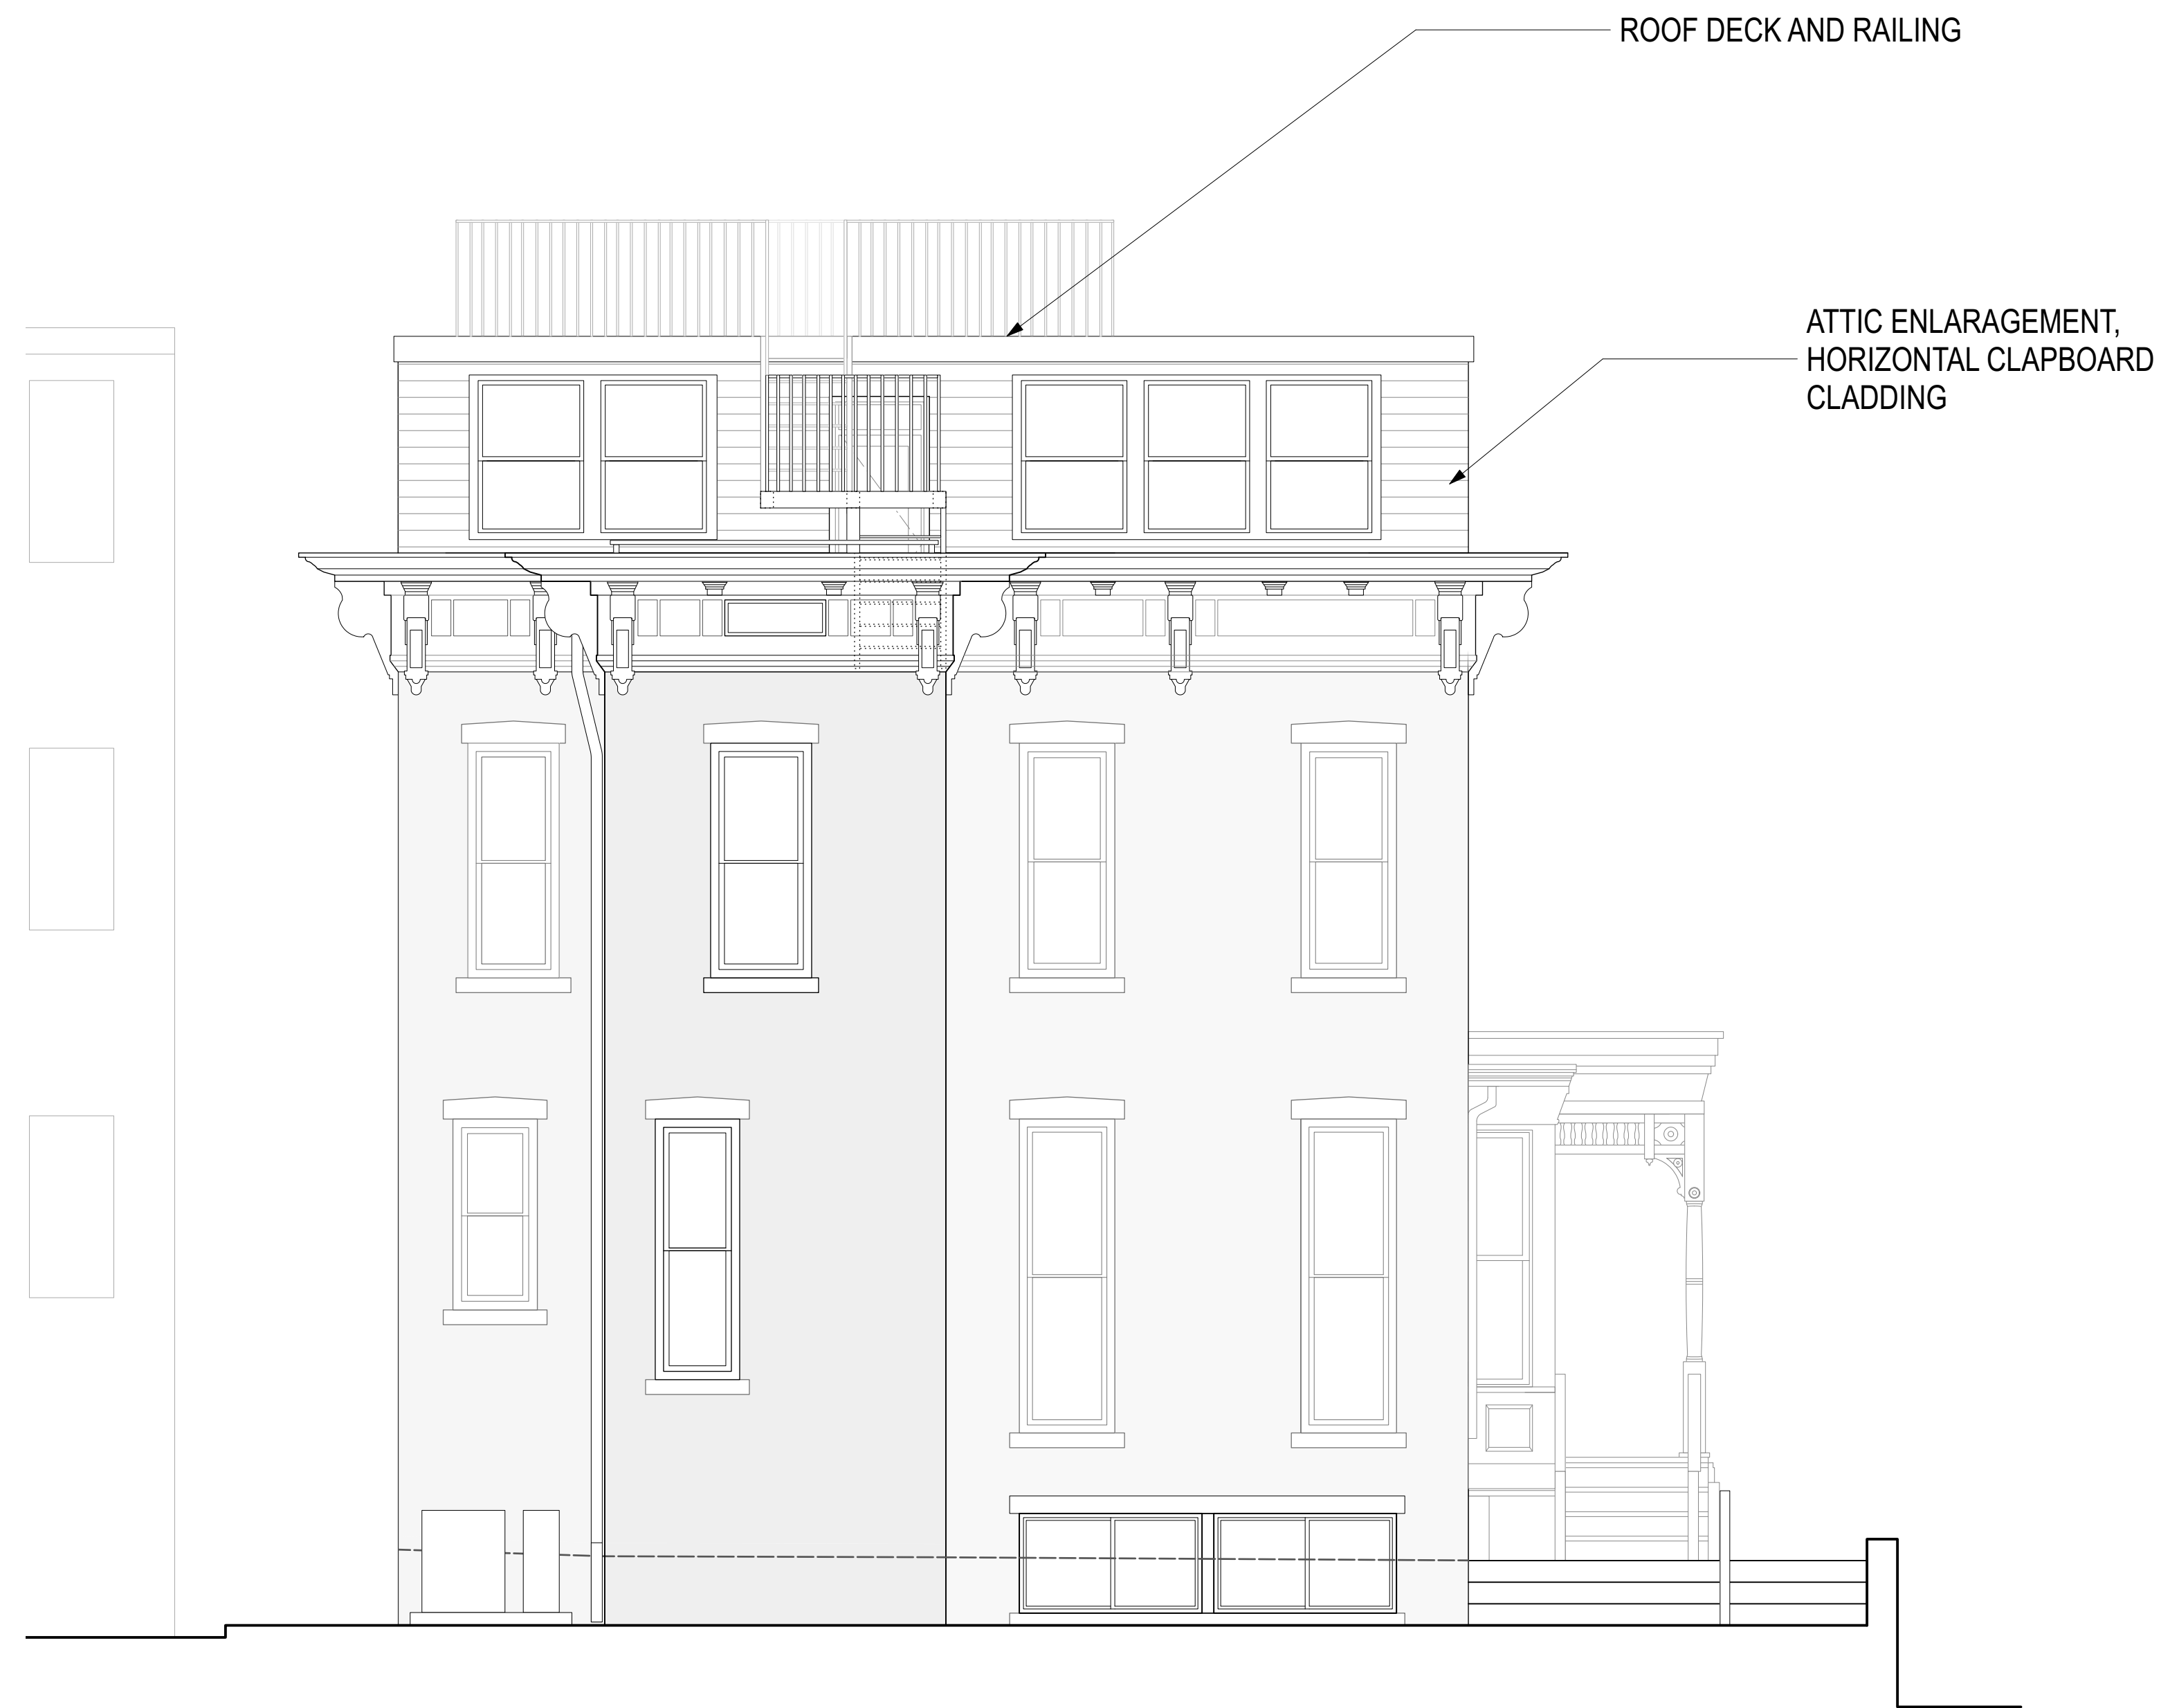 ROOF DECK AND RAILING
ATTIC ENLARAGEMENT,
HORIZONTAL CLAPBOARD
CLADDING